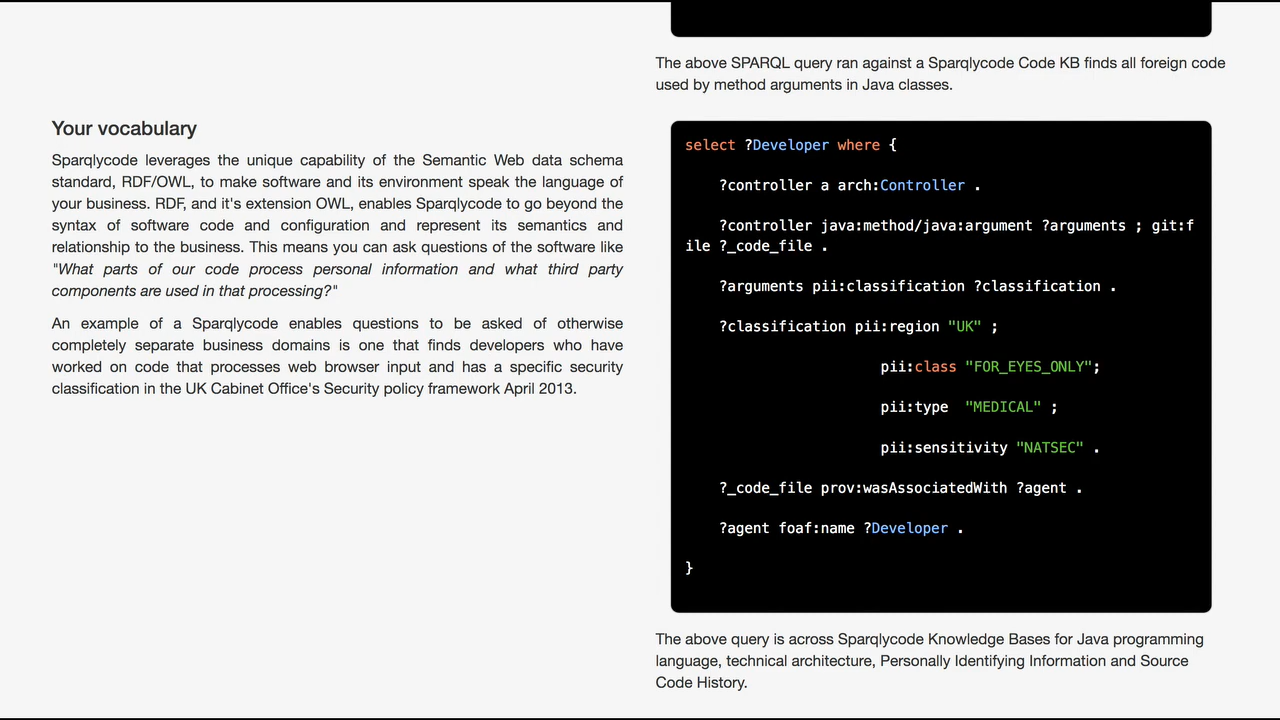 The above SPARQL query ran against a Sparqlycode Code KB finds all foreign code
used by method arguments in Java classes.
Your vocabulary
Sparqlycode leverages the unique capability of the Semantic Web data schema
standard, RDF/OWL, to make software and its environment speak the language of
your business. RDF, and it's extension OWL, enables Sparqlycode to go beyond the
syntax of software code and configuration and represent its semantics and
relationship to the business. This means you can ask questions of the software like
"What parts of our code process personal information and what third party
components are used in that processing?"
An example of a Sparqlycode enables questions to be asked of otherwise
completely separate business domains is one that finds developers who have
worked on code that processes web browser input and has a specific security
classification in the UK Cabinet Office's Security policy framework April 2013.
select ?Developer where {
?controller a arch:Controller .
?controller java:method/java:argument ?arguments ; git:f
ile ?_code_file .
?arguments pii:classification ?classification .
?classification pii:region "UK" ;
pii:class "FOR_EYES_ONLY";
pii:type  "MEDICAL" ;
pii:sensitivity "NATSEC" .
?_code_file prov:wasAssociatedWith ?agent .
?agent foaf:name ?Developer .
}
The above query is across Sparqlycode Knowledge Bases for Java programming
language, technical architecture, Personally Identifying Information and Source
Code History.